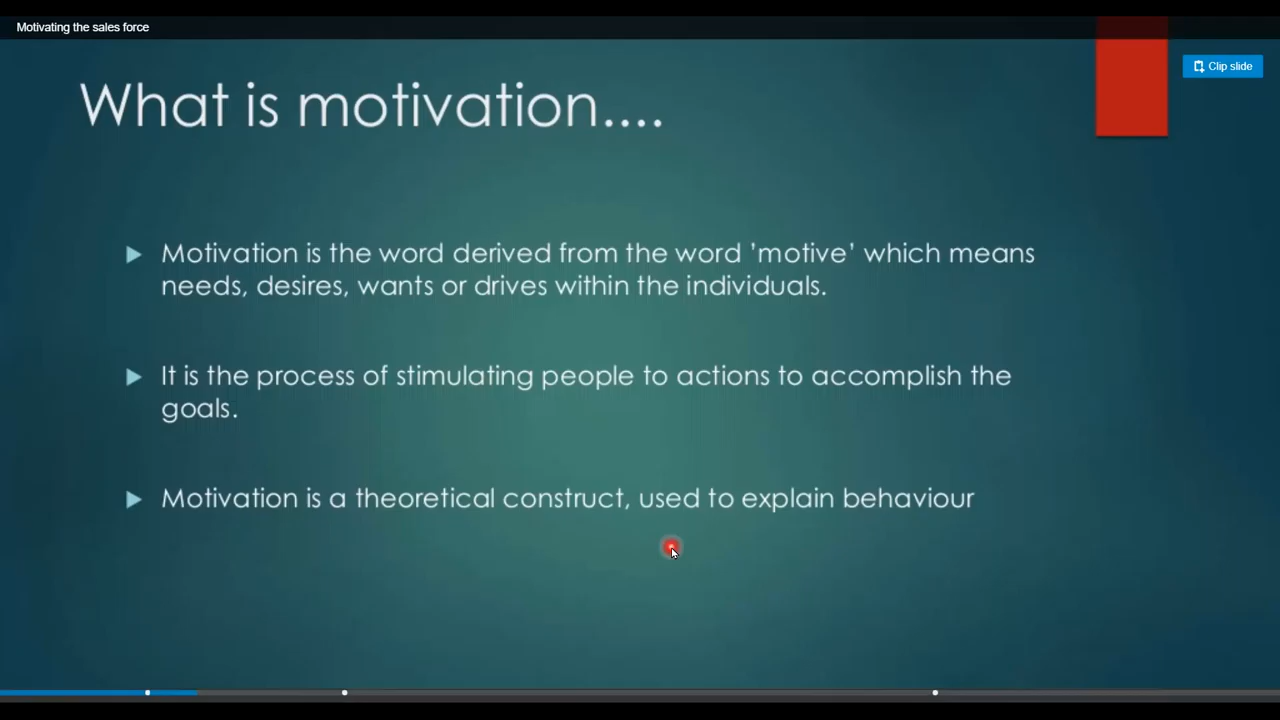 Motivating the sales force
Clip slide
What is motivation....
Motivation is the word derived from the word 'motive' which means
needs, desires, wants or drives within the individuals.
It is the process of stimulating people to actions to accomplish the
goals.
Motivation is a theoretical construct, used to explain behaviour